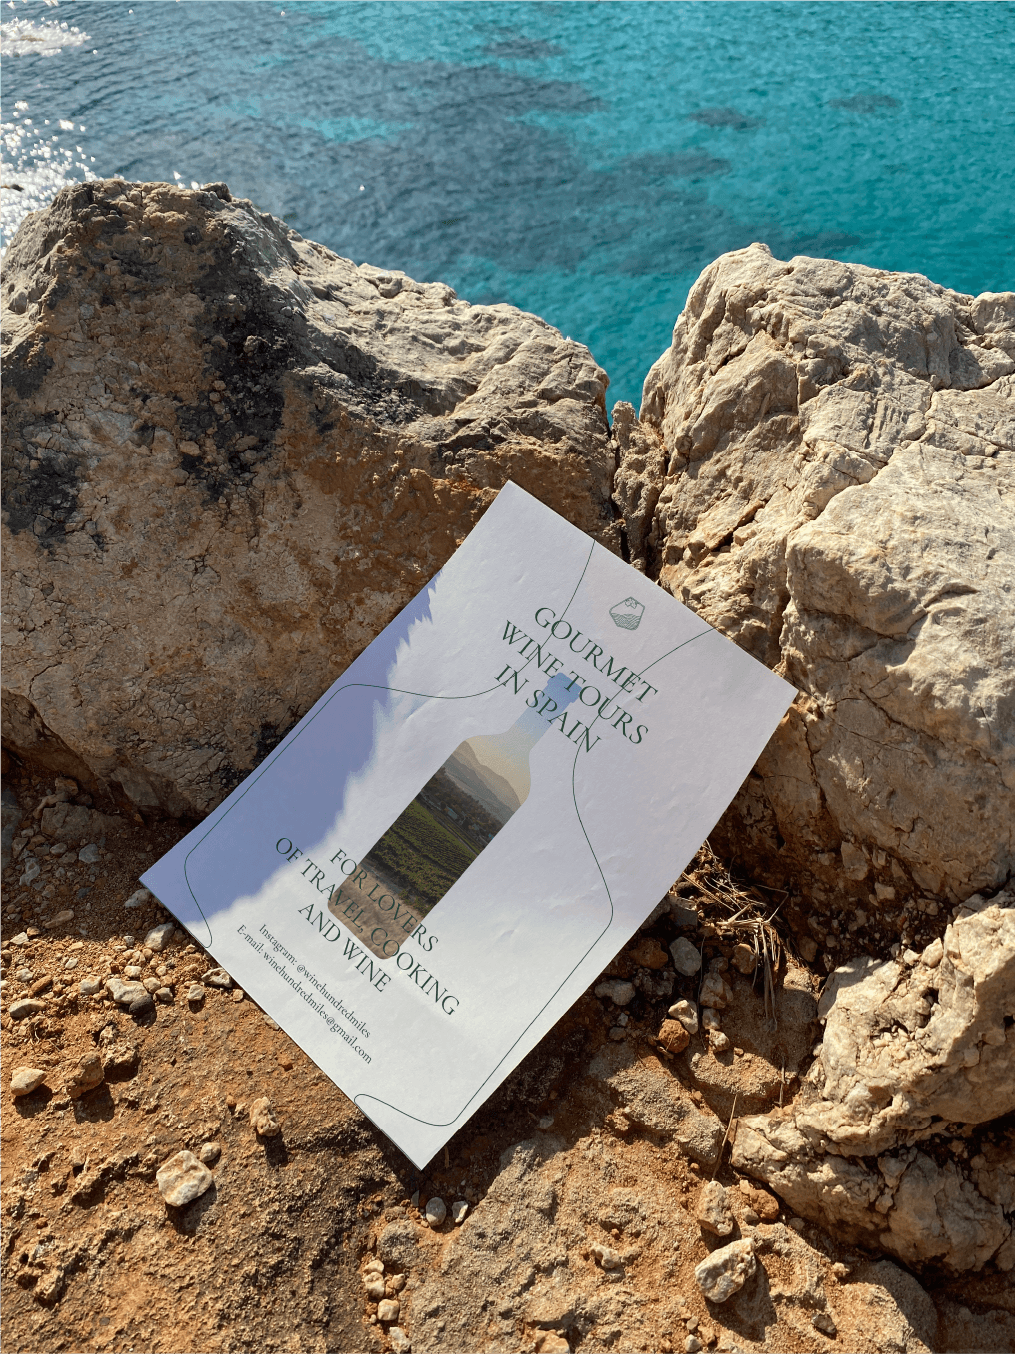 GOURMET
WINE TOURS
IN SPAIN
FOR LOVERS
OF TRAVEL, COOKING
AND WINE
Instagram: @winehundredmiles
E-mail: winehundredmiles@gmail.com